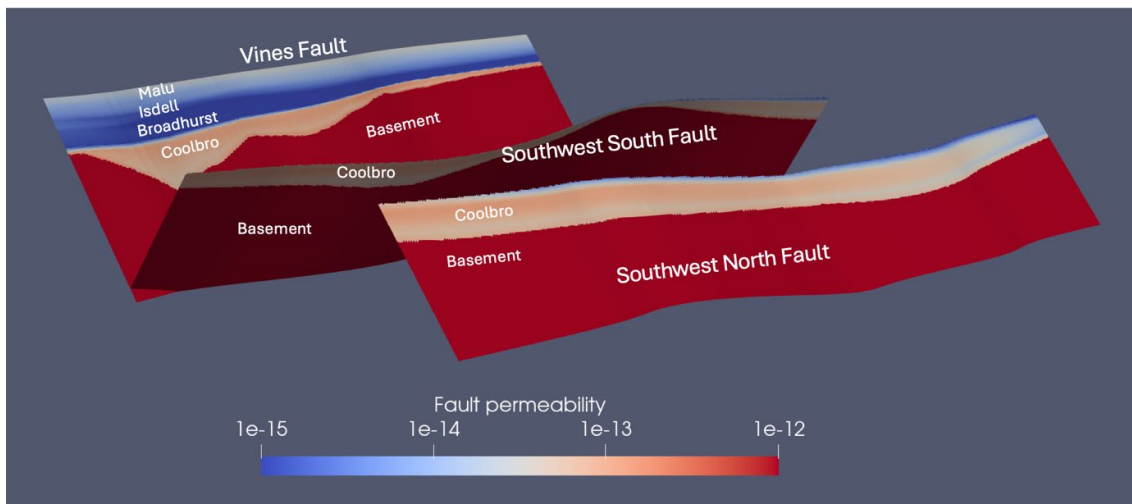 Vines Fault
Malu
Isdell
Broadhurst
Coolbro
Basement
Southwest South Fault
Coolbro
Basement
Coolbro
Basement
Southwest North Fault
Fault permeability
1e-15 1e-14 1e-13 1e-12